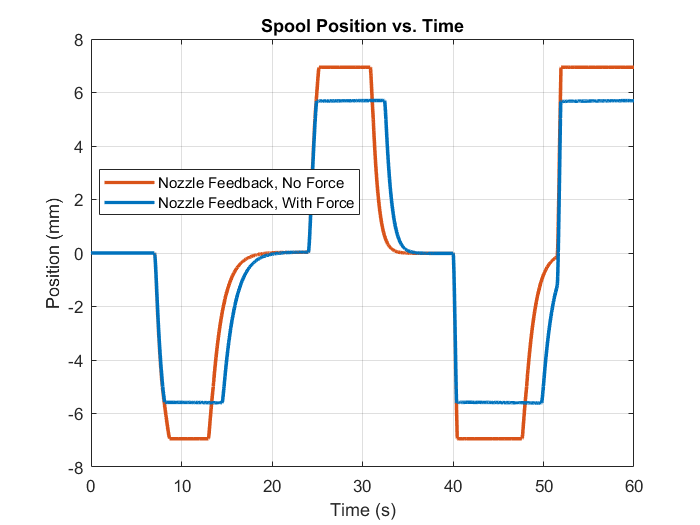 Spool Position vs. Time
8
6
4
2
0
-2
-4
-6
-8
Position (mm)
Nozzle Feedback, No Force
Nozzle Feedback, With Force
0 10 20 30 40 50 60
Time (s)